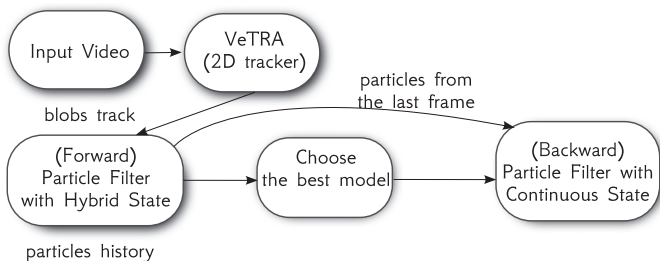 Input Video
VeTRA
(2D tracker)
particles from
the last frame
blobs track
(Forward)
Particle Filter
with Hybrid State
Choose
the best model
(Backward)
Particle Filter with
Continuous State
particles history